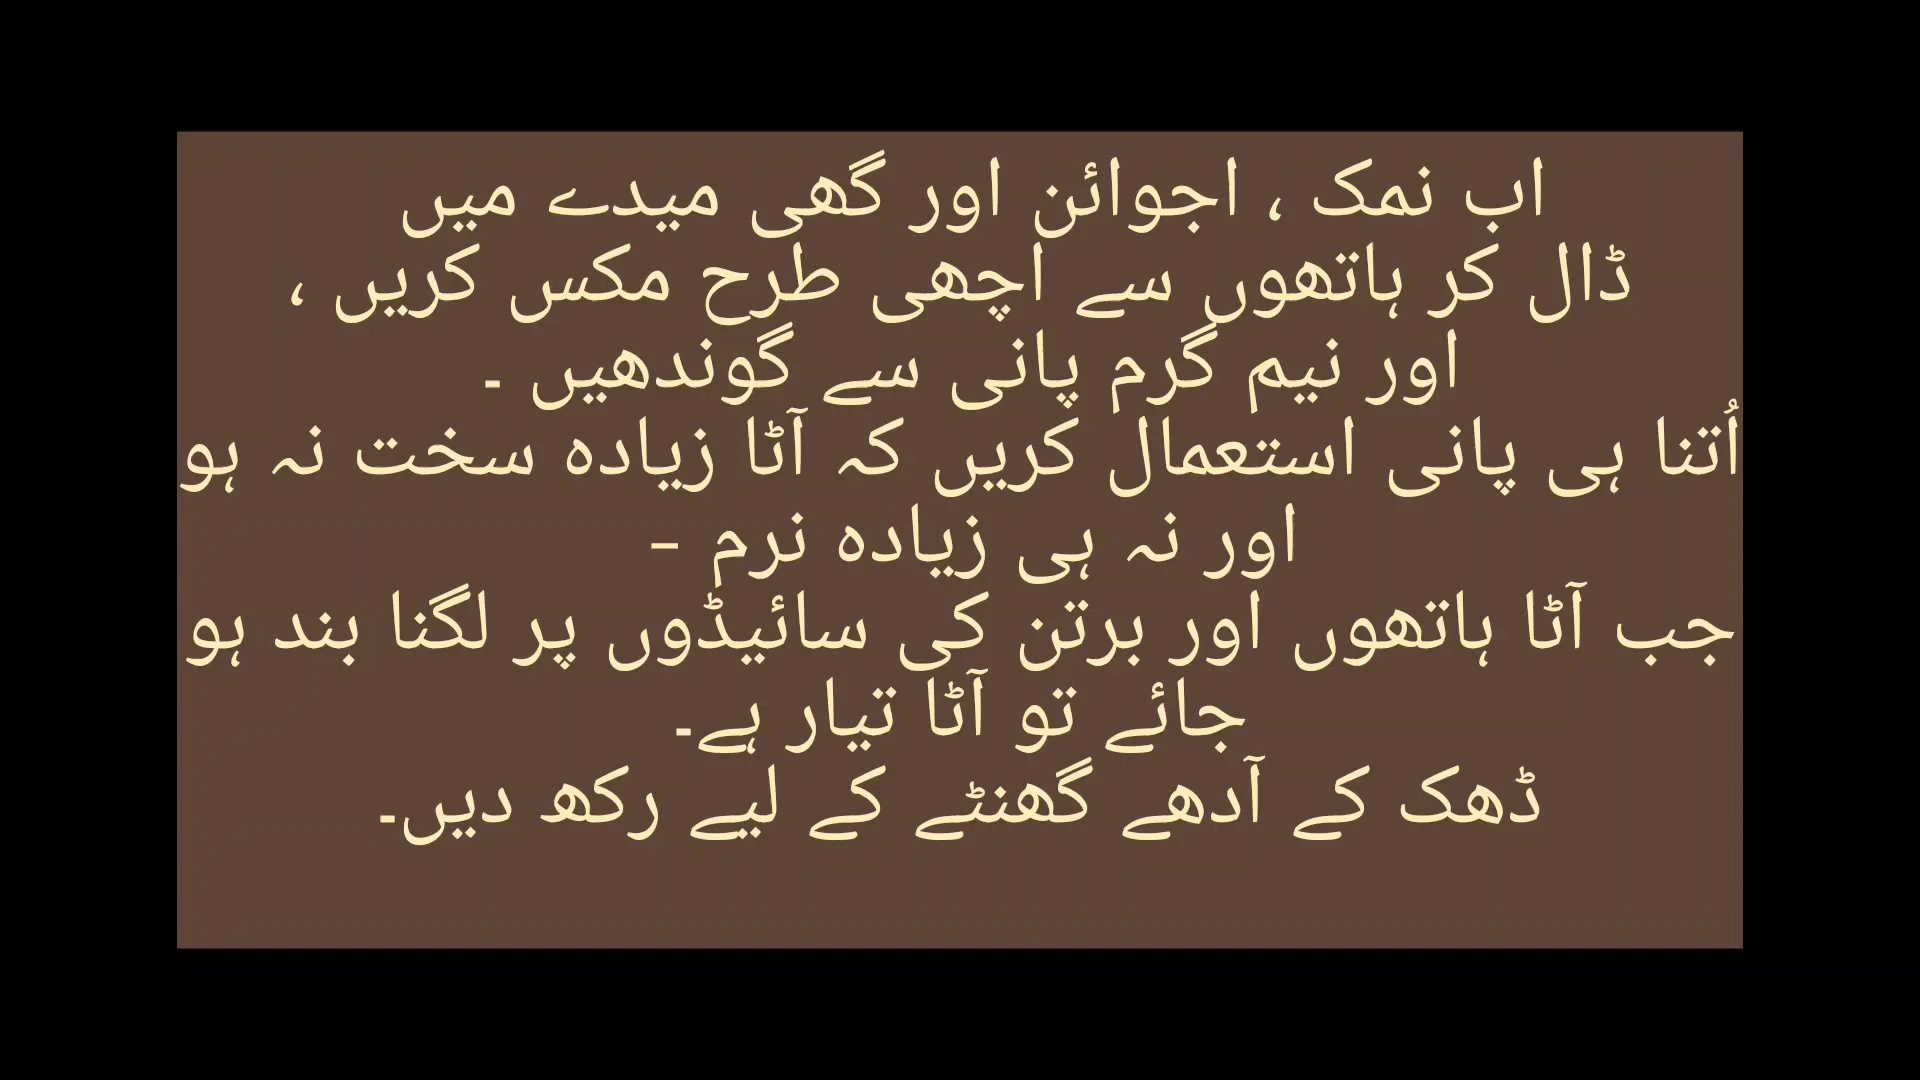 اب نمک ، اجوائن اور گھی میدے میں
ڈال کر ہاتھوں سے اچھی طرح مکس کریں ،
اور نیم گرم پانی سے گوندھیں ۔
اُتنا ہی پانی استعمال کریں کہ آٹا زیادہ سخت نہ ہو
اور نہ ہی زیادہ نرم –
جب آٹا ہاتھوں اور برتن کی سائیڈوں پر لگنا بند ہو
جائے تو آٹا تیار ہے۔
ڈھک کے آدھے گھنٹے کے لیے رکھ دیں۔